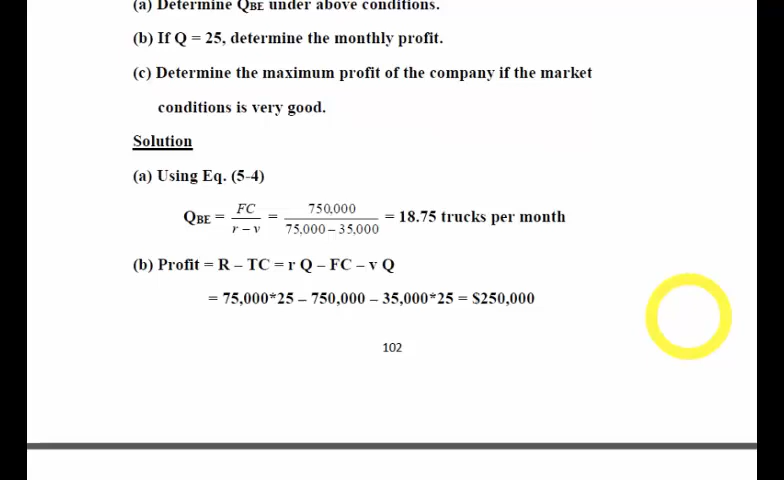 (a) Determine QBE under above conditions.
(b) If Q = 25, determine the monthly profit.
(c) Determine the maximum profit of the company if the market
conditions is very good.
Solution
(a) Using Eq. (5-4)
QBE = FC / r – v = 750,000 / 75,000 – 35,000 = 18.75 trucks per month
(b) Profit = R – TC = r Q – FC – v Q
= 75,000*25 – 750,000 – 35,000*25 = $250,000
102